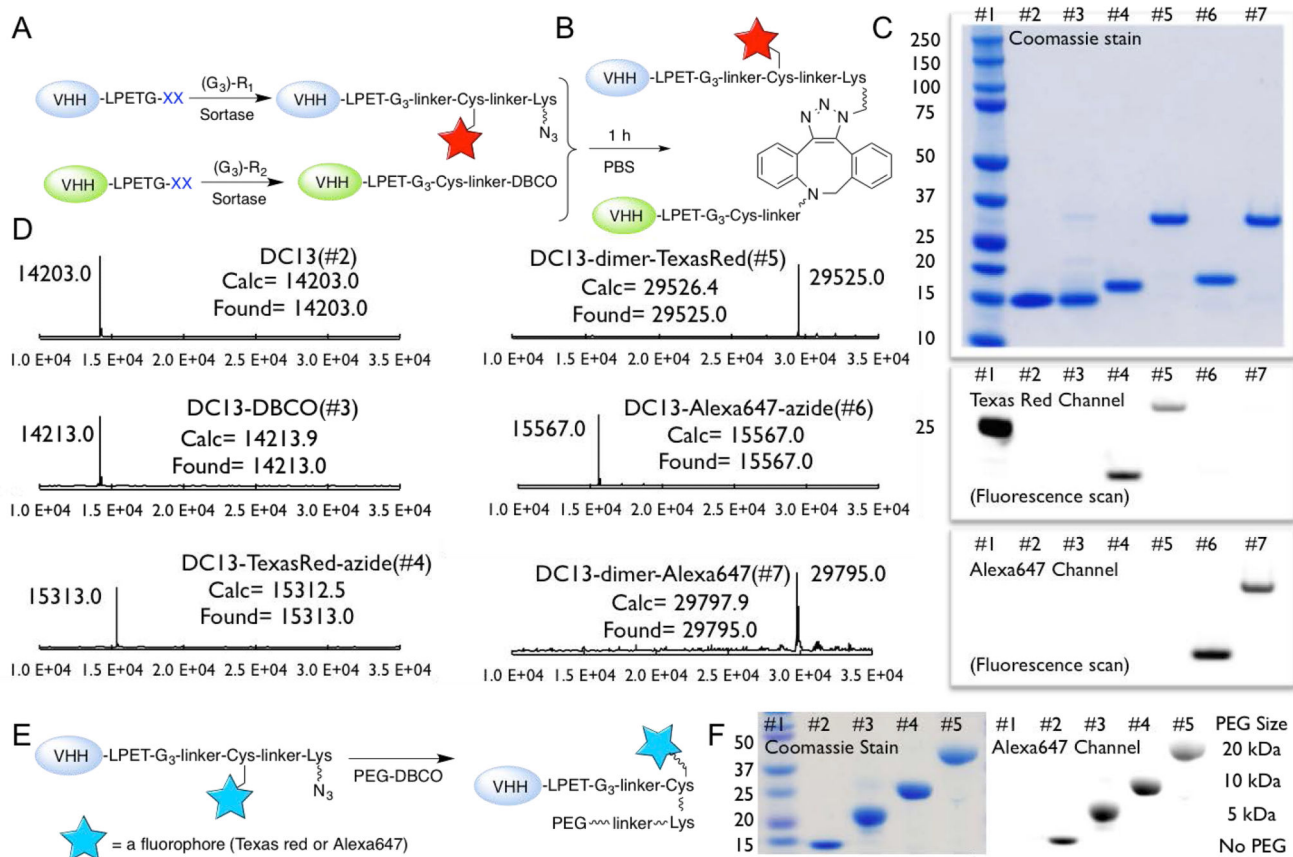 A
VHH -LPETG-XX
(G₃)-R₁
Sortase
VHH -LPET-G₃-linker-Cys-linker-Lys
N₃
VHH -LPETG-XX
(G₃)-R₂
Sortase
VHH -LPET-G₃-Cys-linker-DBCO
B
1 h
PBS
VHH -LPET-G₃-linker-Cys-linker-Lys
N N N
N
VHH -LPET-G₃-Cys-linker
C
#1 #2 #3 #4 #5 #6 #7
Coomassie stain
250
150
100
75
50
37
25
20
15
10
#1 #2 #3 #4 #5 #6 #7
Texas Red Channel
25
(Fluorescence scan)
#1 #2 #3 #4 #5 #6 #7
Alexa647 Channel
(Fluorescence scan)
D
DC13(#2)
14203.0
Calc= 14203.0
Found= 14203.0
1.0 E+04 1.5 E+04 2.0 E+04 2.5 E+04 3.0 E+04 3.5 E+04
DC13-DBCO(#3)
14213.0
Calc= 14213.9
Found= 14213.0
1.0 E+04 1.5 E+04 2.0 E+04 2.5 E+04 3.0 E+04 3.5 E+04
DC13-TexasRed-azide(#4)
15313.0
Calc= 15312.5
Found= 15313.0
1.0 E+04 1.5 E+04 2.0 E+04 2.5 E+04 3.0 E+04 3.5 E+04
DC13-dimer-TexasRed(#5)
Calc= 29526.4
29525.0
Found= 29525.0
1.0 E+04 1.5 E+04 2.0 E+04 2.5 E+04 3.0 E+04 3.5 E+04
DC13-Alexa647-azide(#6)
15567.0
Calc= 15567.0
Found= 15567.0
1.0 E+04 1.5 E+04 2.0 E+04 2.5 E+04 3.0 E+04 3.5 E+04
DC13-dimer-Alexa647(#7)
29795.0
Calc= 29797.9
Found= 29795.0
1.0 E+04 1.5 E+04 2.0 E+04 2.5 E+04 3.0 E+04 3.5 E+04
E
VHH -LPET-G₃-linker-Cys-linker-Lys
N₃
PEG-DBCO
VHH -LPET-G₃-linker-Cys
PEG linker Lys
= a fluorophore (Texas red or Alexa647)
F
#1 #2 #3 #4 #5
Coomassie Stain
50
37
25
20
15
#1 #2 #3 #4 #5
Alexa647 Channel
PEG Size
20 kDa
10 kDa
5 kDa
No PEG